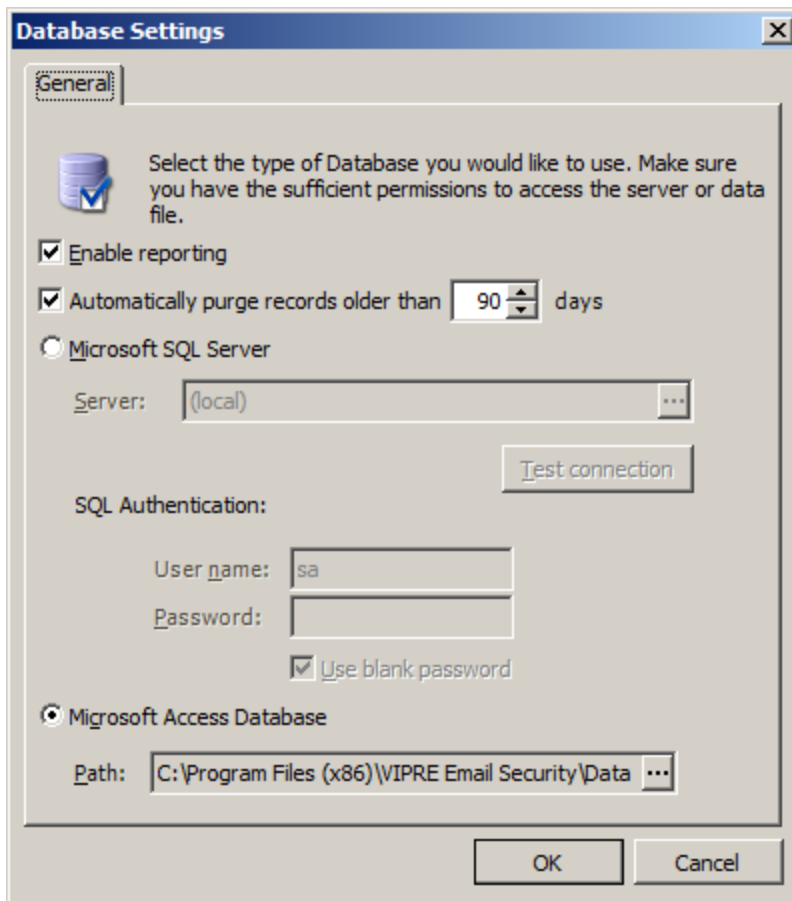 Database Settings
General
Select the type of Database you would like to use. Make sure
you have the sufficient permissions to access the server or data
file.
Enable reporting
Automatically purge records older than 90 days
Microsoft SQL Server
Server: (local) ...
Test connection
SQL Authentication:
User name: sa
Password:
Use blank password
Microsoft Access Database
Path: C:\Program Files (x86)\VIPRE Email Security\Data ...
OK Cancel